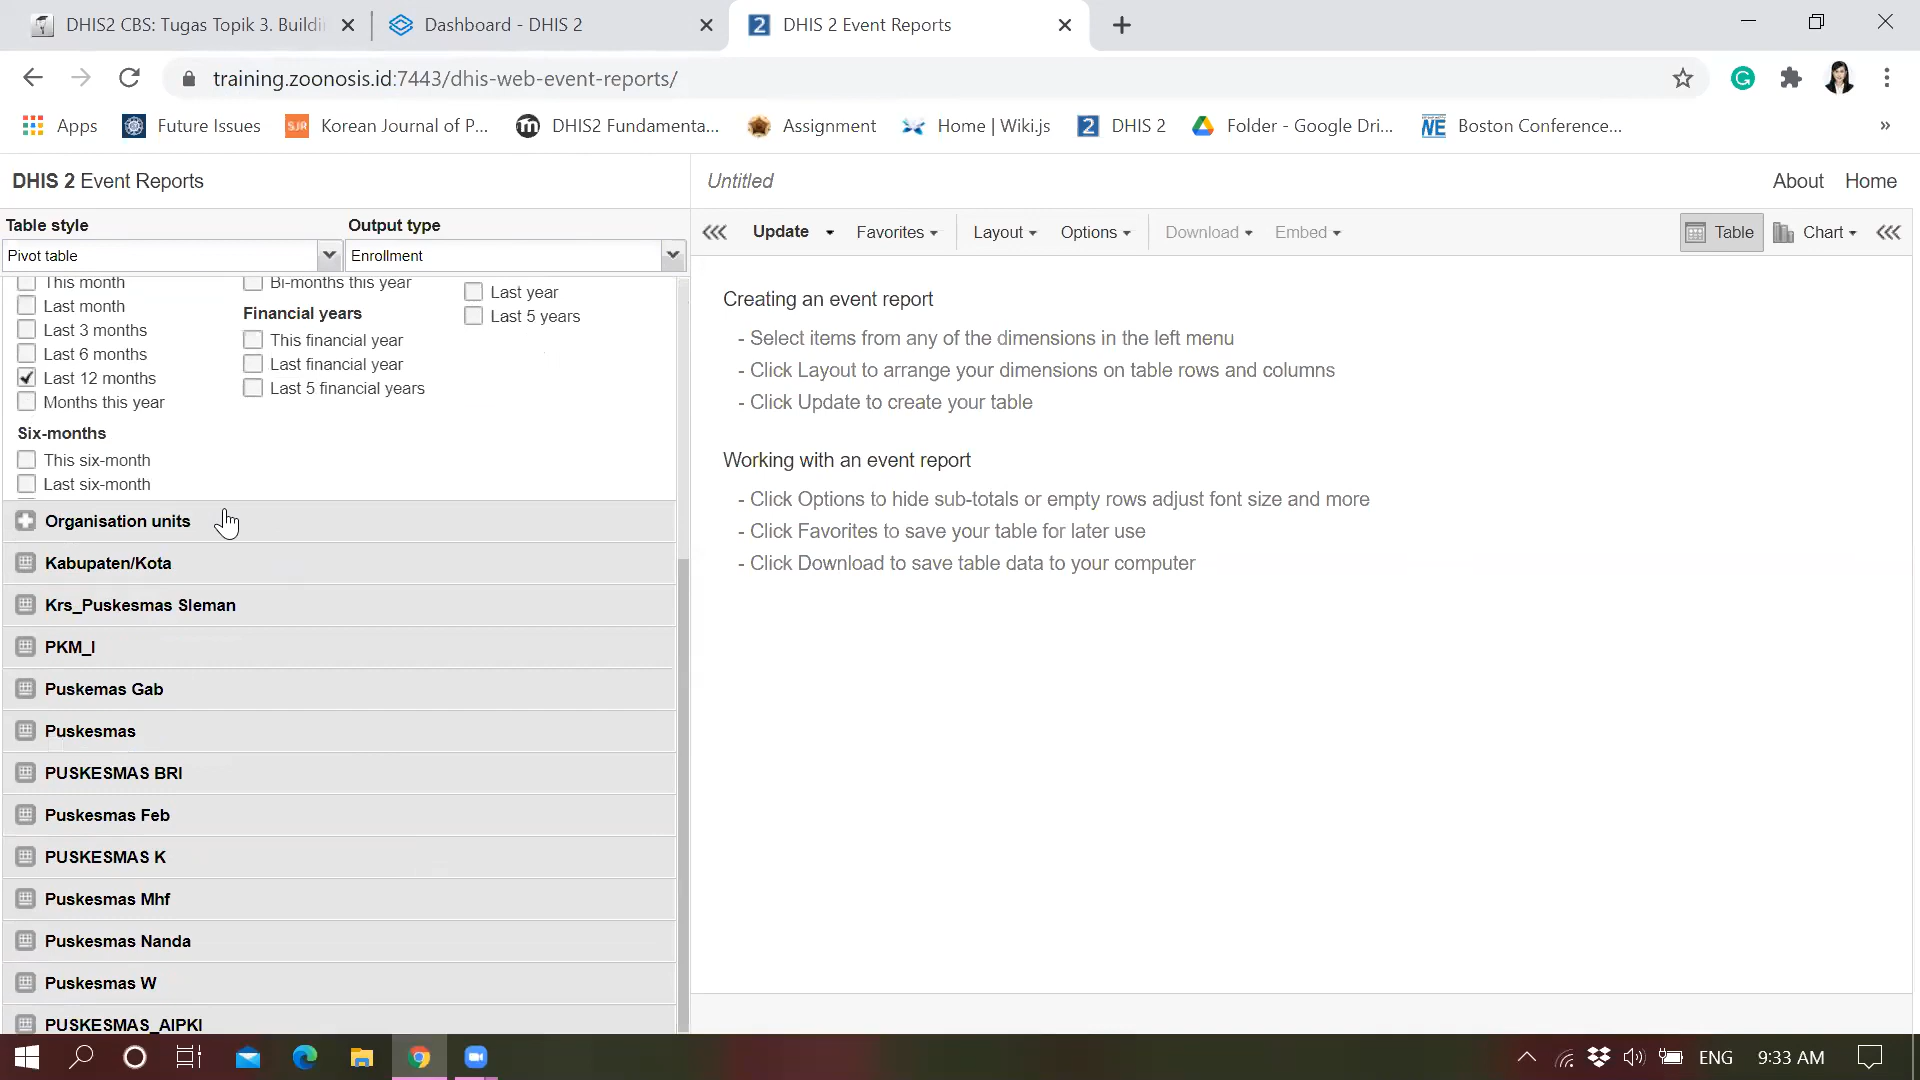 DHIS2 CBS: Tugas Topik 3. Buildi
Dashboard - DHIS 2
2 DHIS 2 Event Reports
training.zoonosis.id:7443/dhis-web-event-reports/
Apps
Future Issues
SJR Korean Journal of P...
DHIS2 Fundamenta...
Assignment
Home | Wiki.js
2 DHIS 2
Folder - Google Dri...
NE Boston Conference...
»
DHIS 2 Event Reports
Untitled
About Home
Table style
Output type
Pivot table
Enrollment
Update
Favorites
Layout
Options
Download
Embed
Table
Chart
This month
Last month
Last 3 months
Last 6 months
Last 12 months
Months this year
Six-months
This six-month
Last six-month
Bi-months this year
Financial years
This financial year
Last financial year
Last 5 financial years
Last year
Last 5 years
Organisation units
Kabupaten/Kota
Krs_Puskesmas Sleman
PKM_I
Puskemas Gab
Puskesmas
PUSKESMAS BRI
Puskesmas Feb
PUSKESMAS K
Puskesmas Mhf
Puskesmas Nanda
Puskesmas W
PUSKESMAS_AIPKI
Creating an event report
- Select items from any of the dimensions in the left menu
- Click Layout to arrange your dimensions on table rows and columns
- Click Update to create your table
Working with an event report
- Click Options to hide sub-totals or empty rows adjust font size and more
- Click Favorites to save your table for later use
- Click Download to save table data to your computer
ENG
9:33 AM